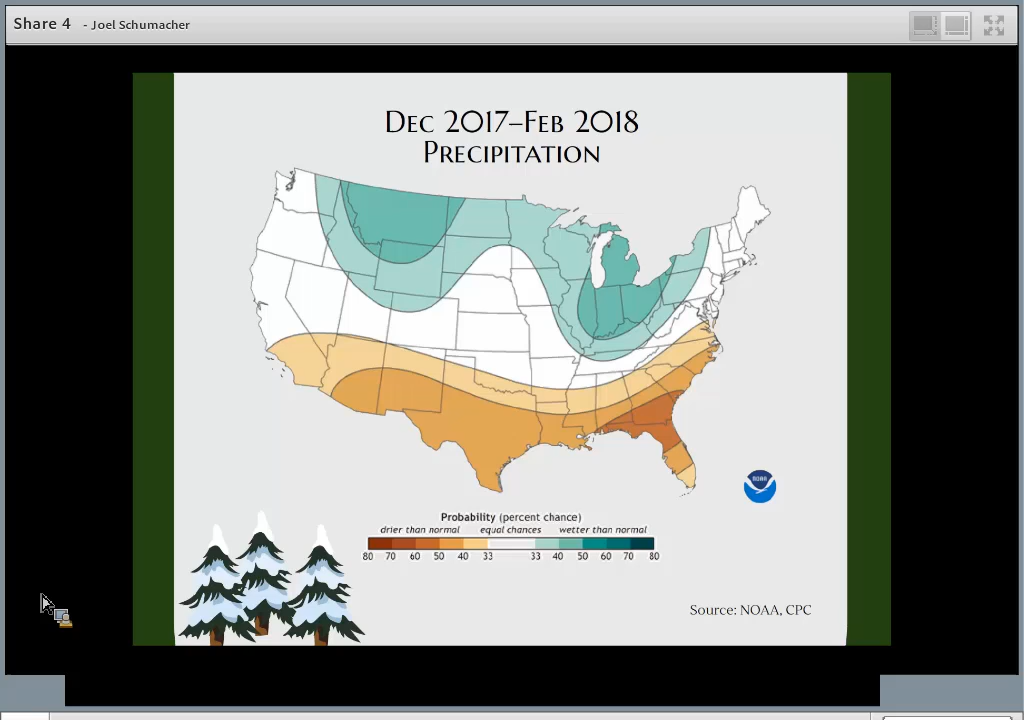 Share 4 - Joel Schumacher
Dec 2017–Feb 2018
Precipitation
NOAA
Probability (percent chance)
drier than normal equal chances wetter than normal
80 70 60 50 40 33 33 40 50 60 70 80
Source: NOAA, CPC